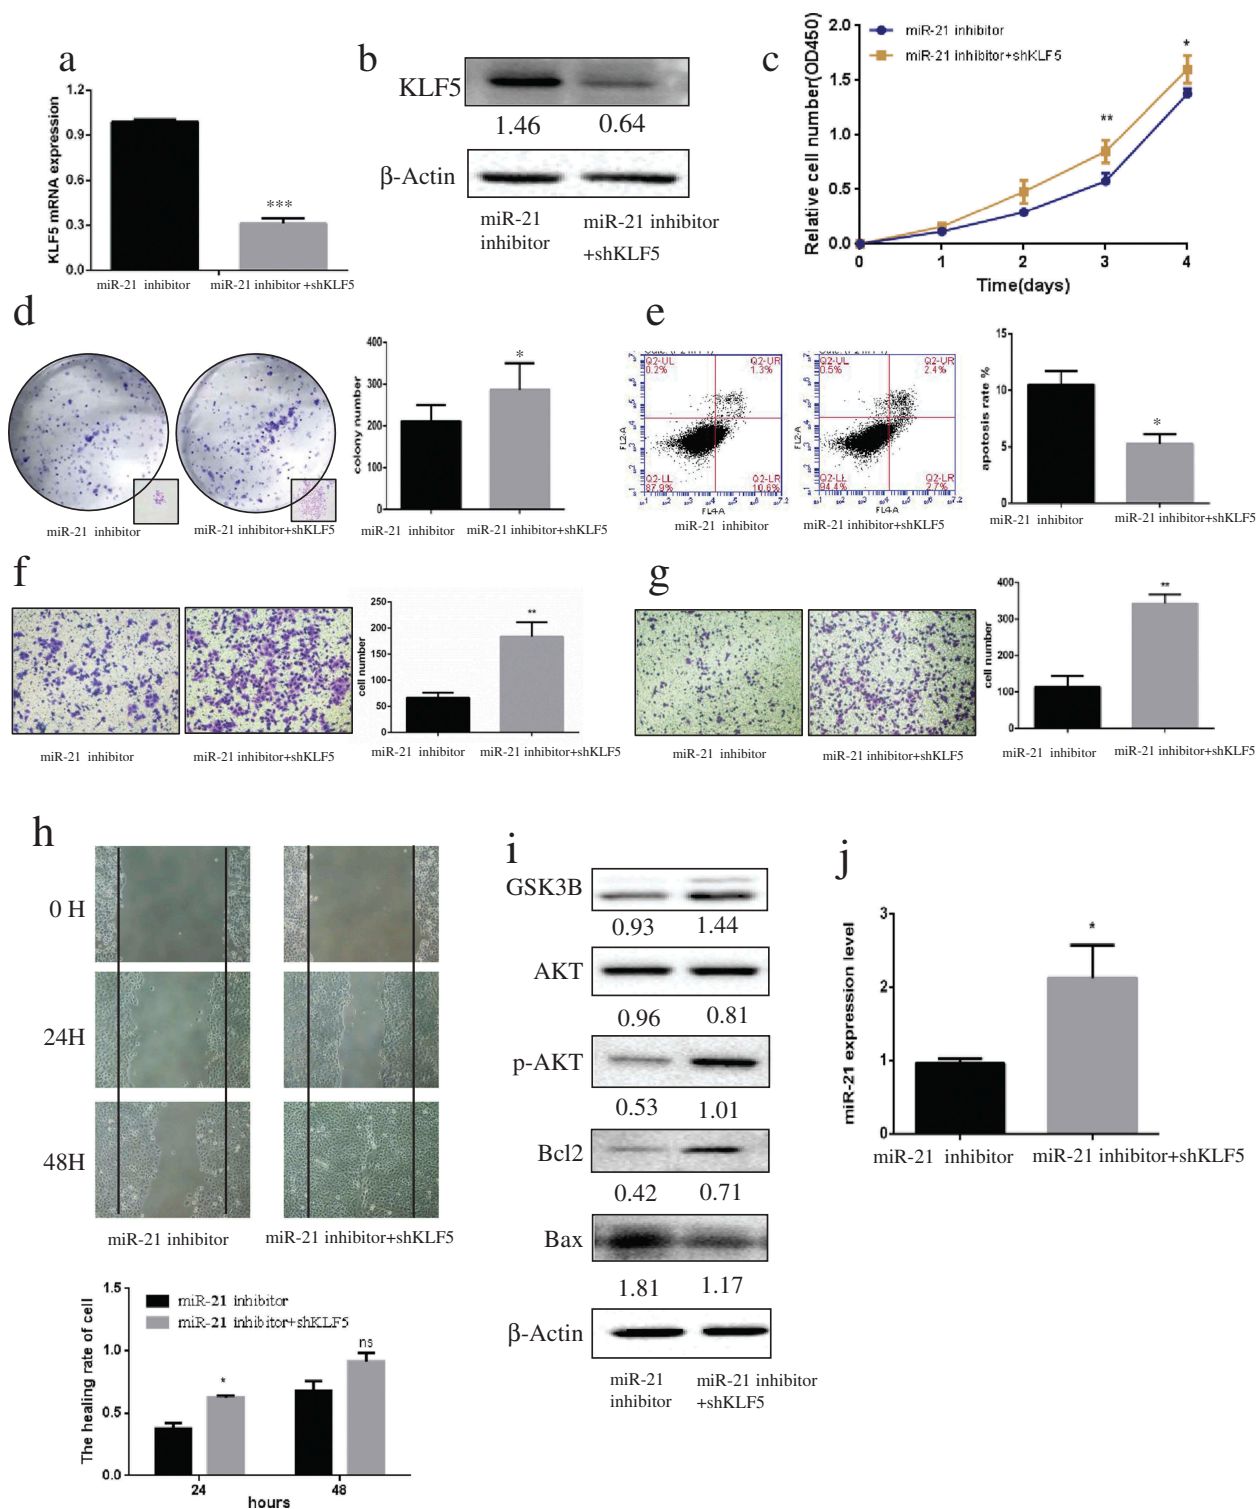 a
KLF5 mRNA expression
1.2
0.9
0.6
0.3
0.0
***
miR-21 inhibitor
miR-21 inhibitor +shKLF5
b
KLF5
1.46
0.64
β-Actin
miR-21
inhibitor
miR-21 inhibitor
+shKLF5
c
Relative cell number(OD450)
2.0
1.5
1.0
0.5
0.0
miR-21 inhibitor
miR-21 inhibitor+shKLF5
**
*
0 1 2 3 4
Time(days)
d
miR-21 inhibitor
miR-21 inhibitor+shKLF5
colony number
400
300
200
100
0
*
miR-21 inhibitor
miR-21 inhibitor+shKLF5
e
Q2-UL
0.2%
Q2-UR
1.3%
Q2-LL
87.9%
Q2-LR
10.6%
FL2-A
FL4-A
miR-21 inhibitor
Q2-UL
0.5%
Q2-UR
2.4%
Q2-LL
94.4%
Q2-LR
2.7%
FL2-A
FL4-A
miR-21 inhibitor+shKLF5
apotosis rate %
15
10
5
0
*
miR-21 inhibitor
miR-21 inhibitor+shKLF5
f
miR-21 inhibitor
miR-21 inhibitor+shKLF5
cell number
250
200
150
100
50
0
**
miR-21 inhibitor
miR-21 inhibitor+shKLF5
g
miR-21 inhibitor
miR-21 inhibitor+shKLF5
cell number
400
300
200
100
0
**
miR-21 inhibitor
miR-21 inhibitor+shKLF5
h
0 H
24H
48H
miR-21 inhibitor
miR-21 inhibitor+shKLF5
The healing rate of cell
1.5
1.0
0.5
0.0
miR-21 inhibitor
miR-21 inhibitor+shKLF5
*
ns
24
48
hours
i
GSK3B
0.93
1.44
AKT
0.96
0.81
p-AKT
0.53
1.01
Bcl2
0.42
0.71
Bax
1.81
1.17
β-Actin
miR-21
inhibitor
miR-21 inhibitor
+shKLF5
j
miR-21 expression level
3
2
1
0
*
miR-21 inhibitor
miR-21 inhibitor+shKLF5